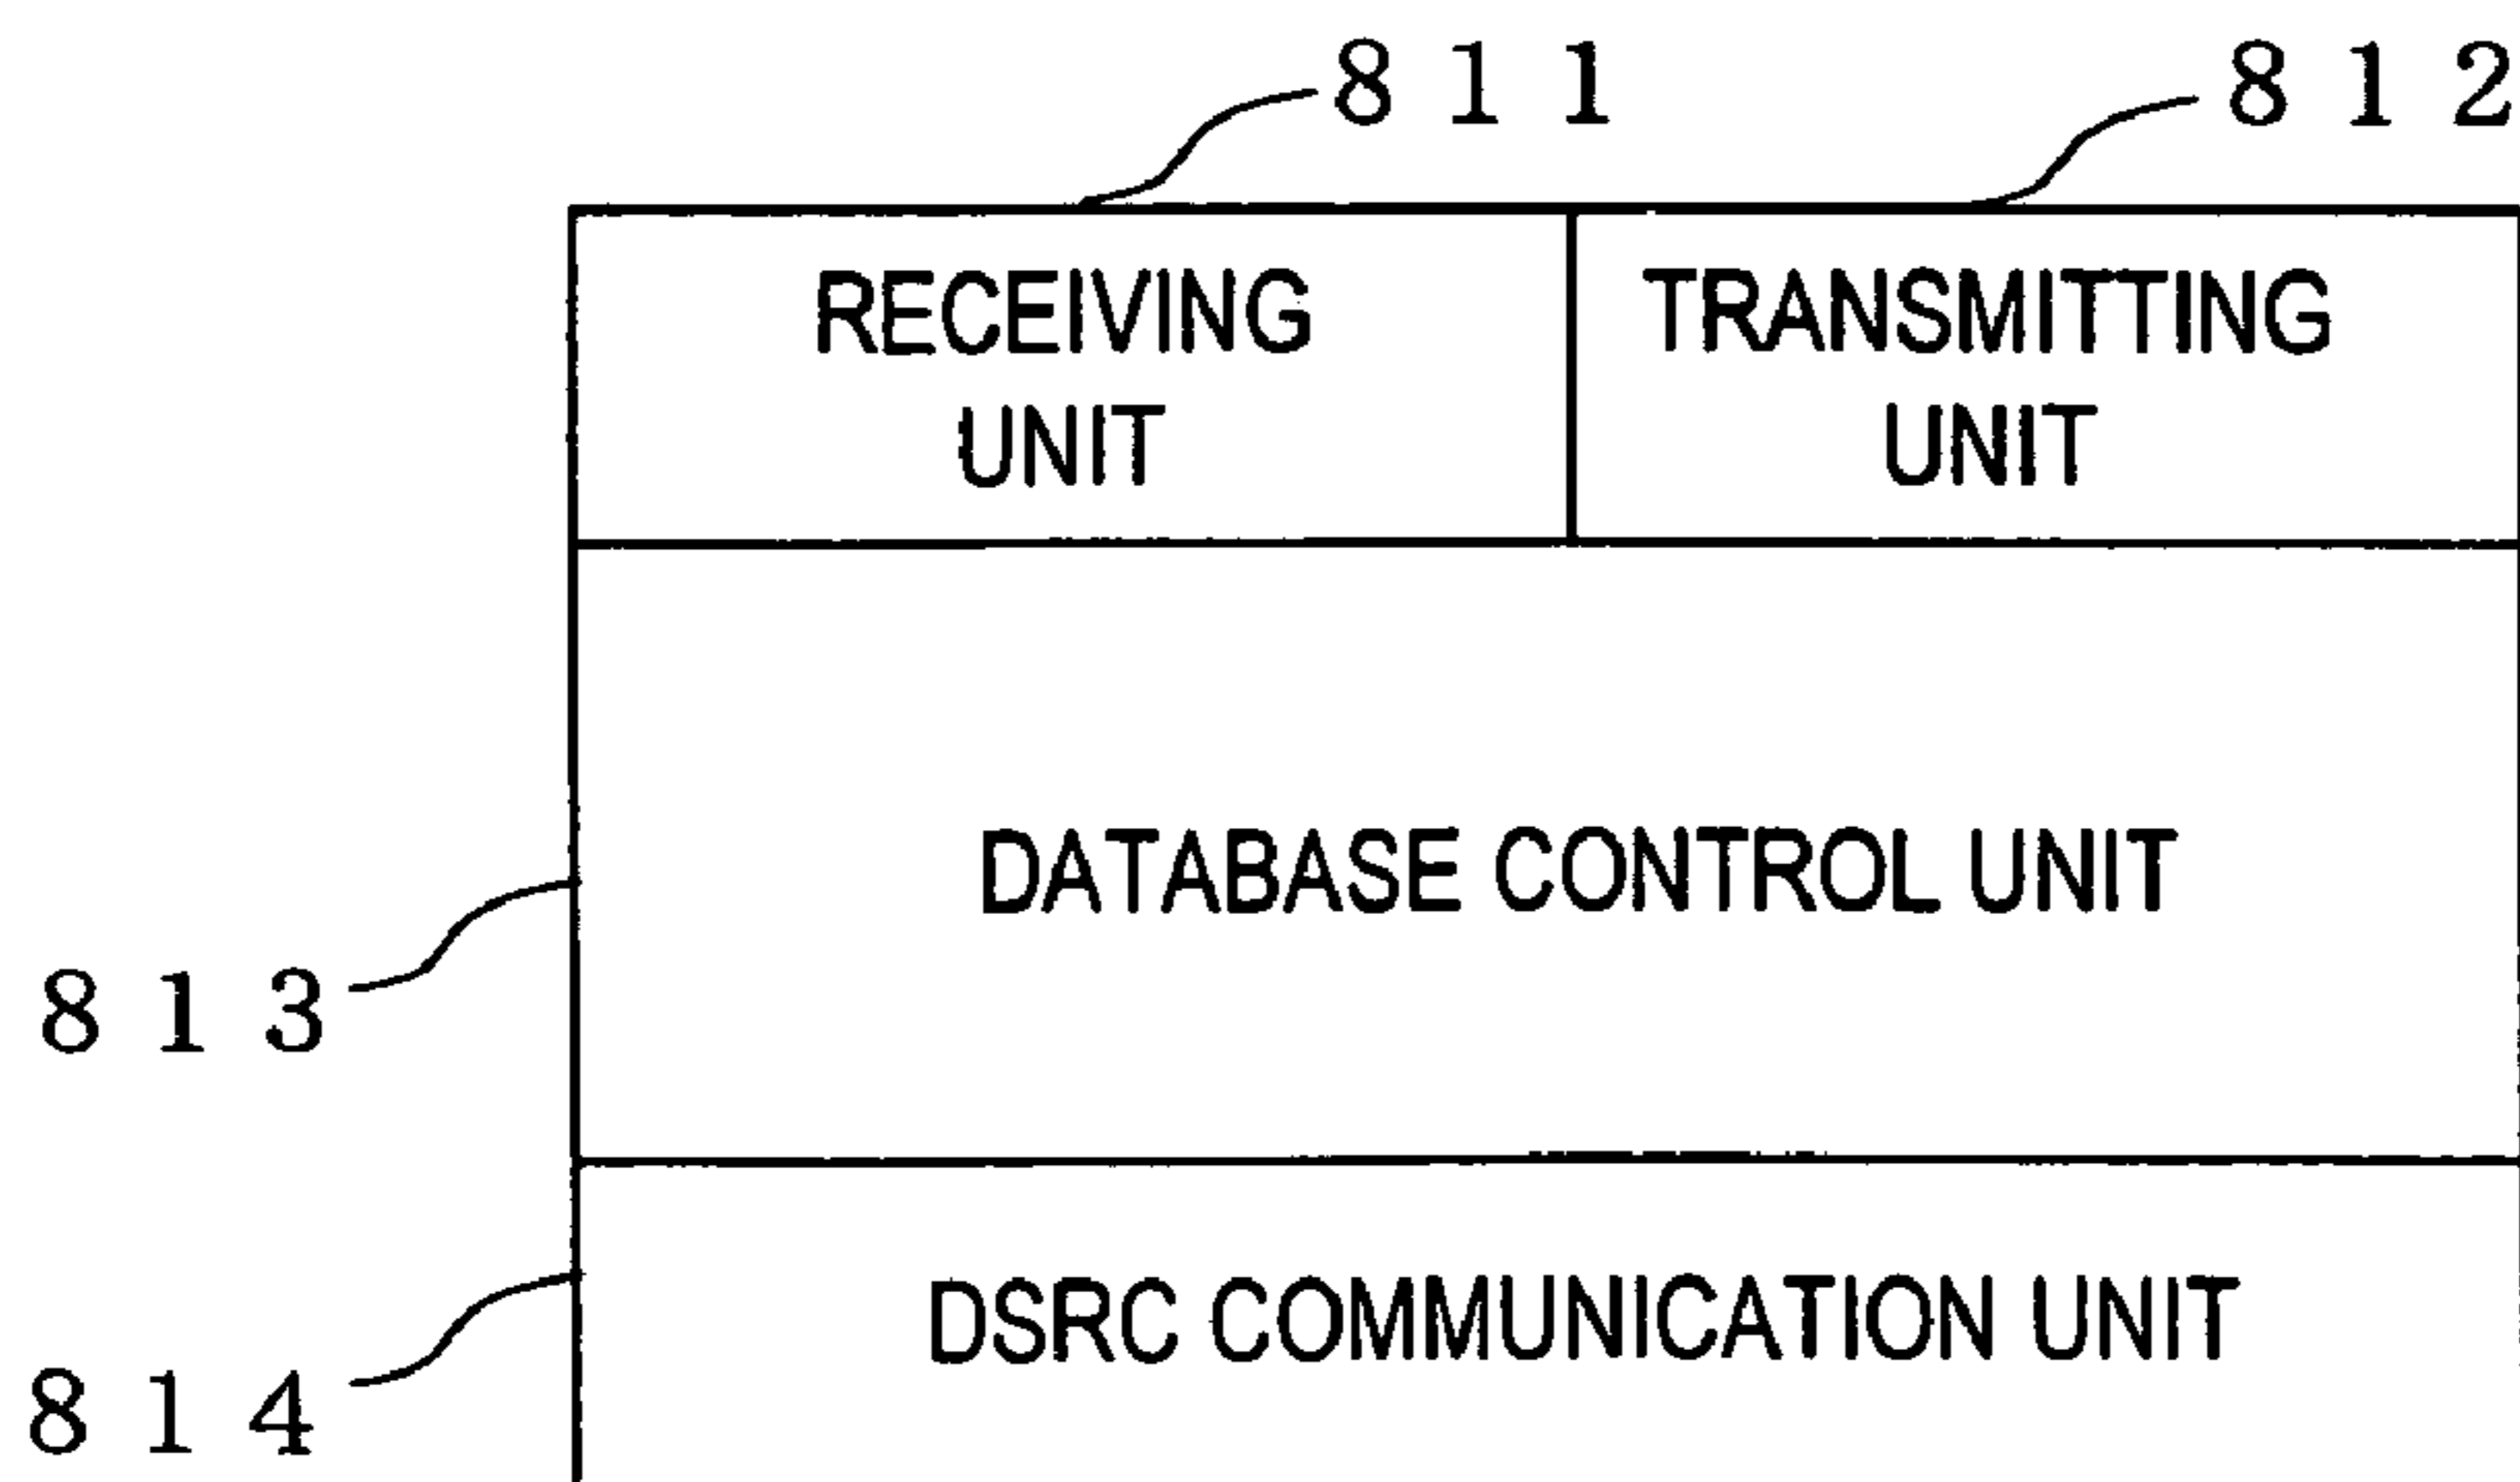 811 812
RECEIVING UNIT
TRANSMITTING UNIT
DATABASE CONTROL UNIT
813
DSRC COMMUNICATION UNIT
814